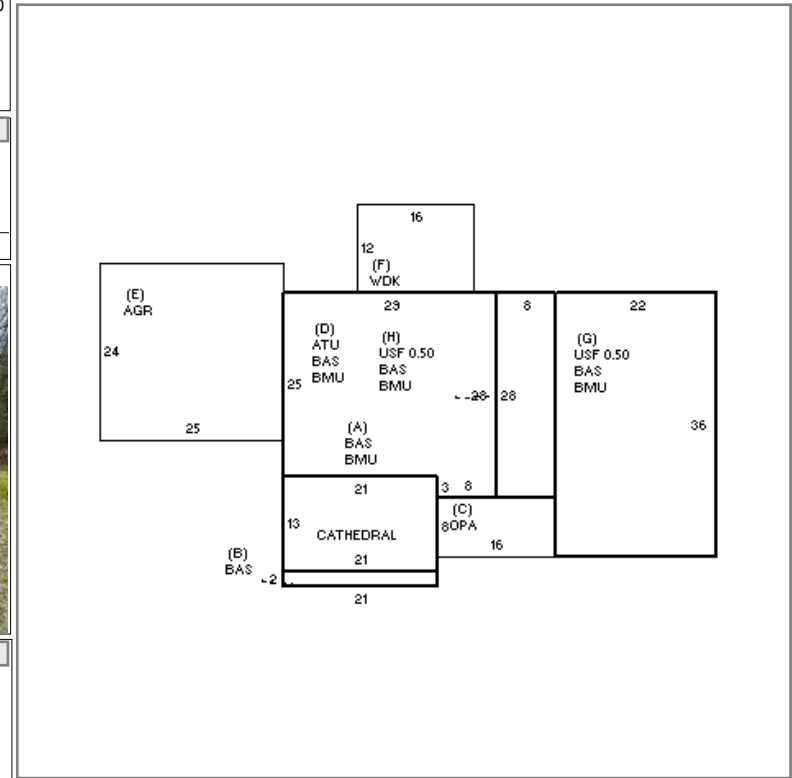 16
12
(F)
WDK
(E)
AGR
24
25
29
8
22
(D)
ATU
BAS
BMU
(H)
USF 0.50
BAS
BMU
(G)
USF 0.50
BAS
BMU
25
28
28
36
(A)
BAS
BMU
21
3
8
13
CATHEDRAL
(C)
8
OPA
16
21
(B)
BAS
2
21